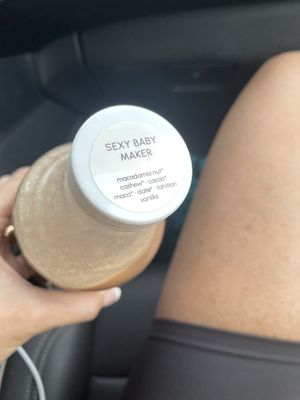 SEXY BABY
MAKER
macadamia nut*
cashew* · cacao*
maca* · date* · tahitian
vanilla